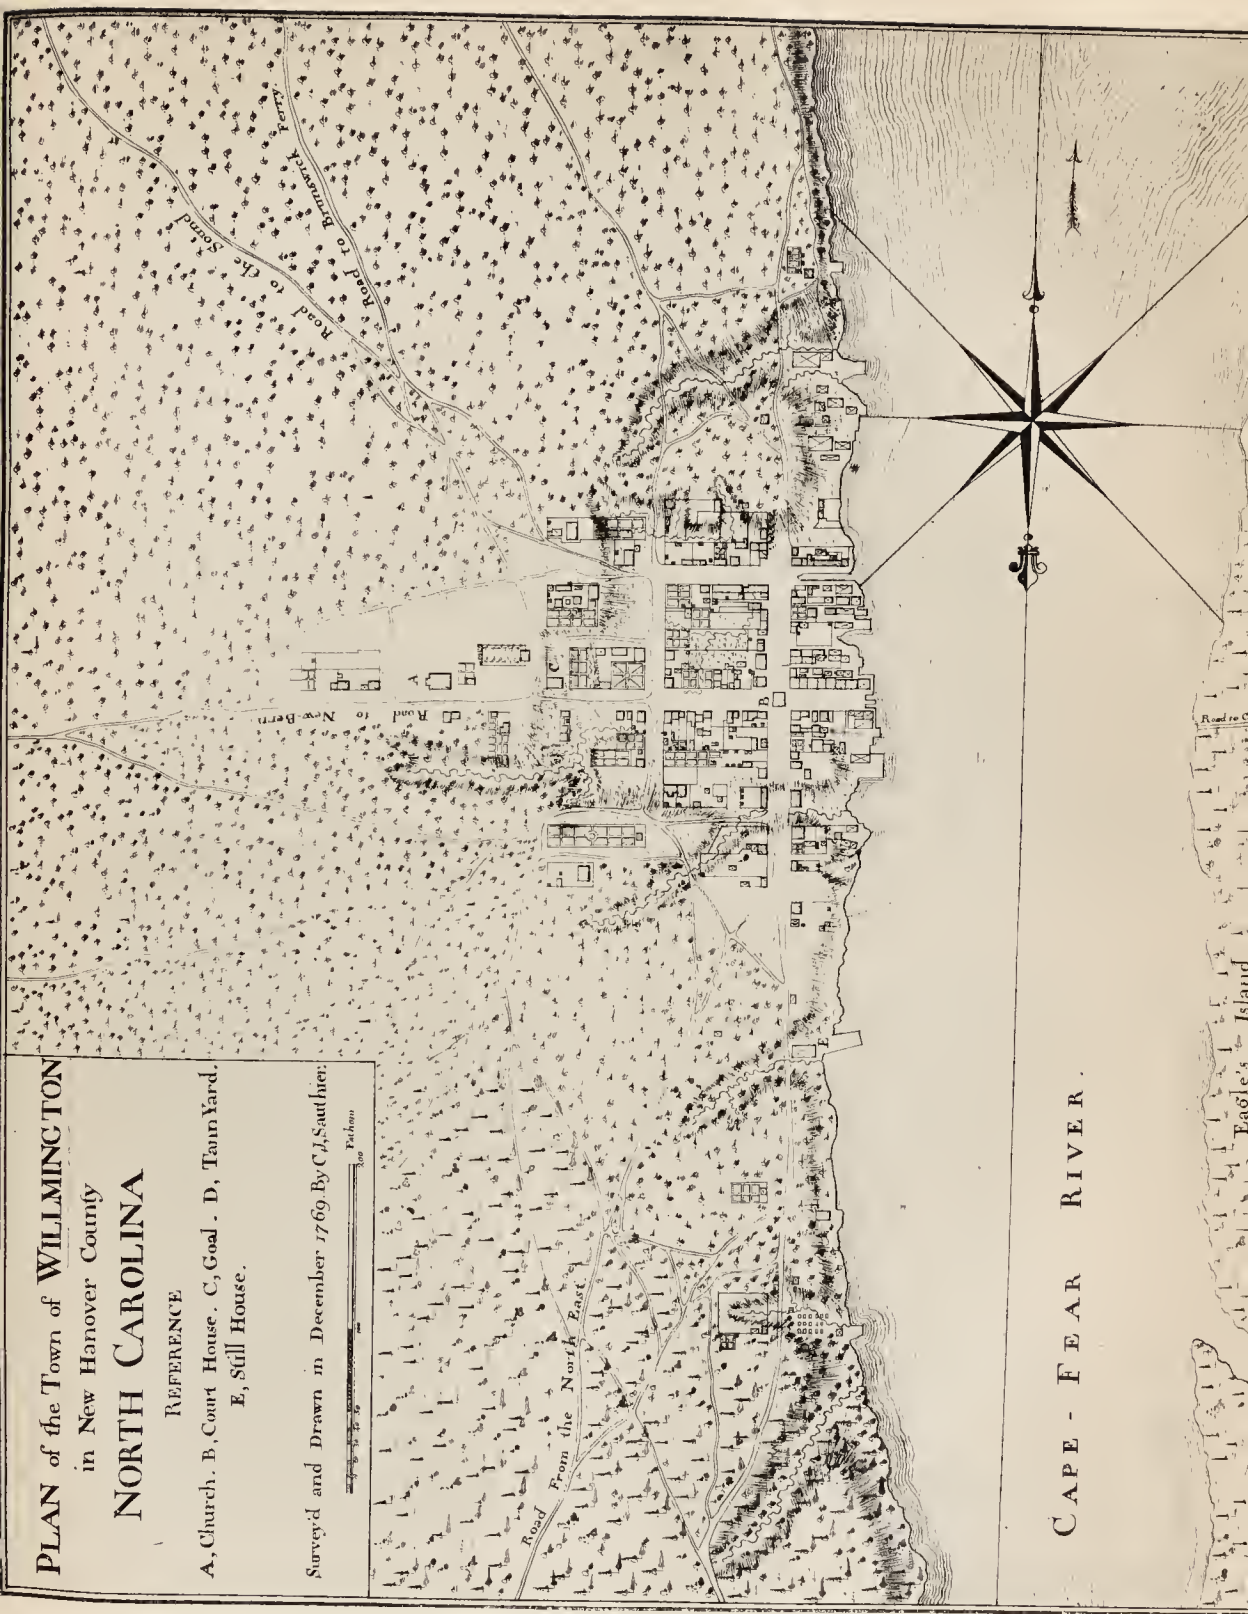 PLAN of the Town of WILLMINGTON
in New Hanover County
NORTH CAROLINA
REFERENCE
A, Church. B, Court House. C, Goal. D, Tann Yard.
E, Still House.
Survey'd and Drawn in December 1769. By C.J. Sauthier.
Fathom
200
Road to the Sound
Road to Brunswick Ferry
Road to New-Bern
Road From the North East
A
B
C
E
CAPE-FEAR RIVER.
Eagle's Island
Road to